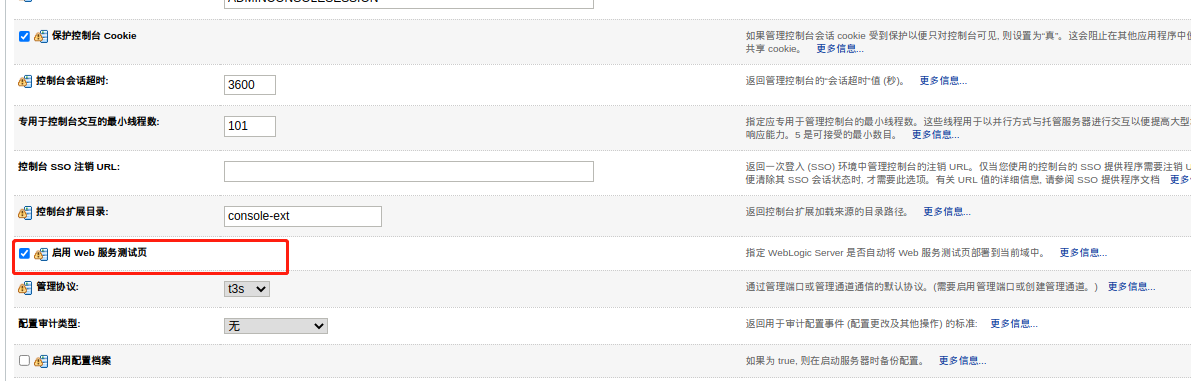 ADMINCONSOLESESSION
保护控制台 Cookie
如果管理控制台会话 cookie 受到保护以便只对控制台可见, 则设置为“真”。这会阻止在其他应用程序中
共享 cookie。 更多信息...
控制台会话超时:
3600
返回管理控制台的“会话超时”值 (秒)。 更多信息...
专用于控制台交互的最小线程数:
101
指定应专用于管理控制台的最小线程数。这些线程用于以并行方式与托管服务器进行交互以便提高大型
响应能力。5 是可接受的最小数目。 更多信息...
控制台 SSO 注销 URL:
返回一次登入 (SSO) 环境中管理控制台的注销 URL。仅当您使用的控制台的 SSO 提供程序需要注销 U
便清除其 SSO 会话状态时, 才需要此选项。有关 URL 值的详细信息, 请参阅 SSO 提供程序文档 更多
控制台扩展目录:
console-ext
返回控制台扩展加载来源的目录路径。 更多信息...
启用 Web 服务测试页
指定 WebLogic Server 是否自动将 Web 服务测试页部署到当前域中。 更多信息...
管理协议:
t3s
通过管理端口或管理通道通信的默认协议。(需要启用管理端口或创建管理通道。) 更多信息...
配置审计类型:
无
返回用于审计配置事件 (配置更改及其他操作) 的标准: 更多信息...
启用配置档案
如果为 true, 则在启动服务器时备份配置。 更多信息...